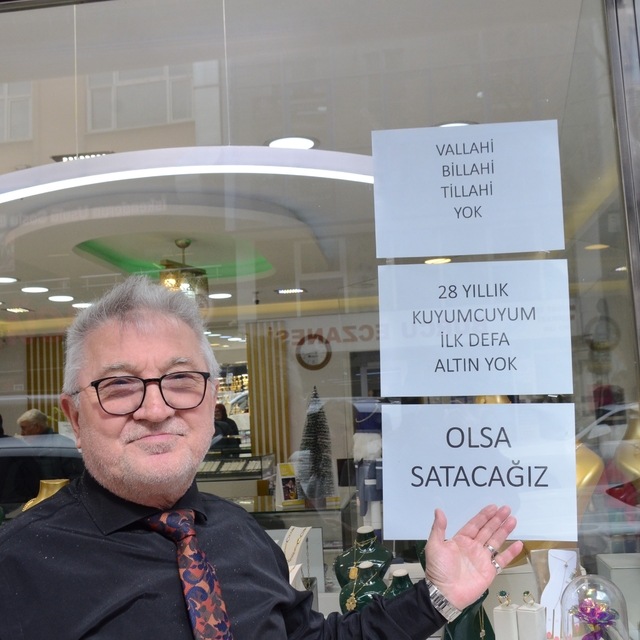 VALLAHİ
BİLLAHİ
TİLLAHİ
YOK
28 YILLIK
KUYUMCUYUM
İLK DEFA
ALTIN YOK
OLSA
SATACAĞIZ